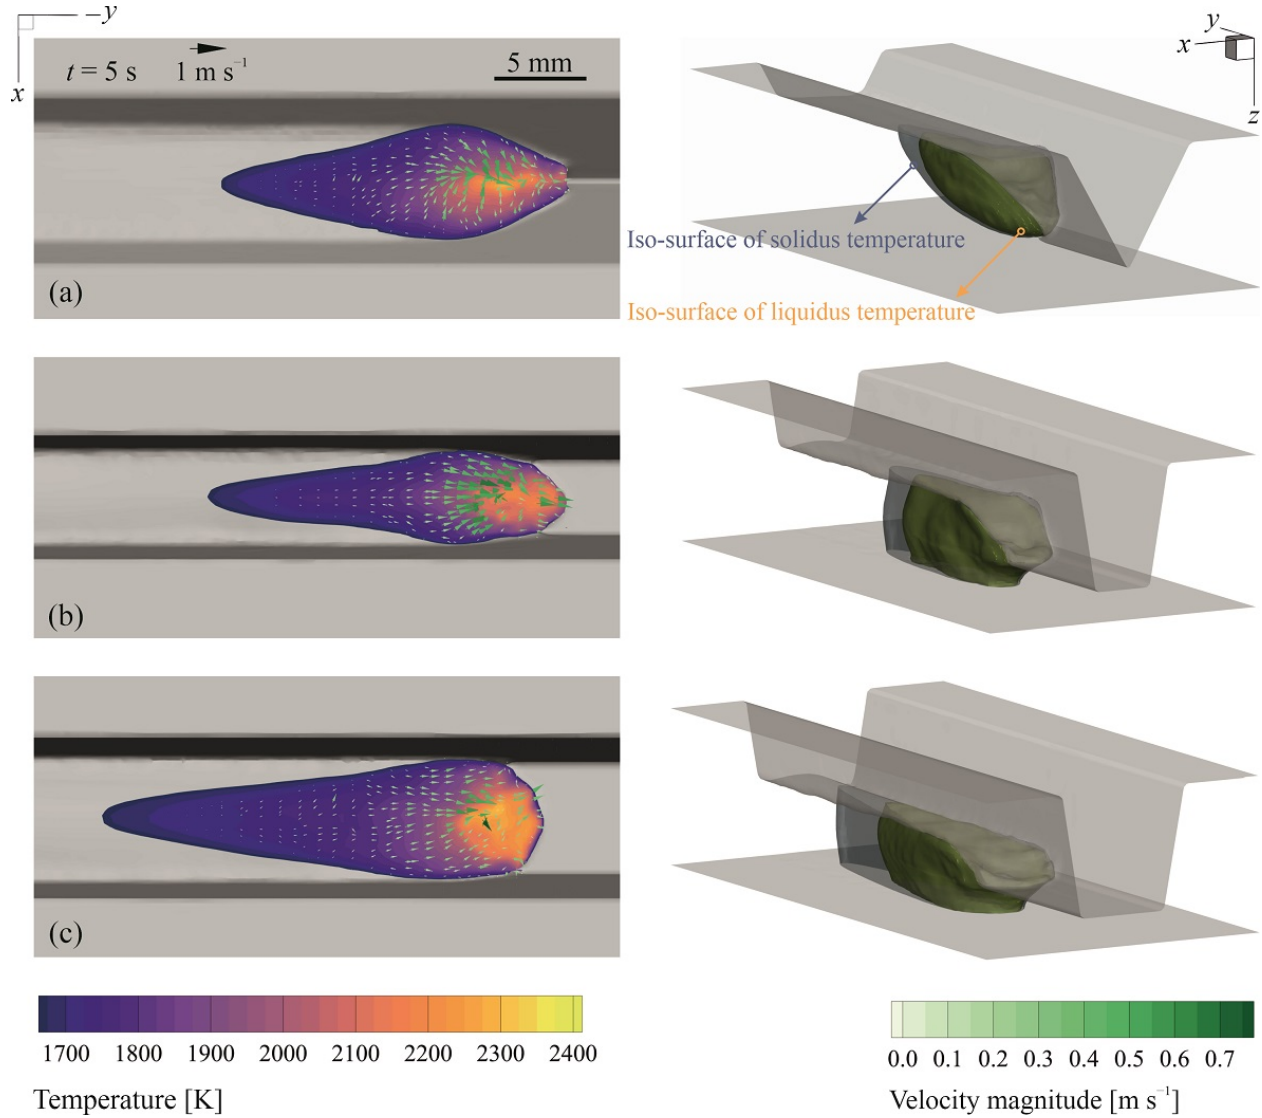 −y
x
t = 5 s
1 m s⁻¹
5 mm
(a)
y
x
z
Iso-surface of solidus temperature
Iso-surface of liquidus temperature
(b)
(c)
1700 1800 1900 2000 2100 2200 2300 2400
Temperature [K]
0.0 0.1 0.2 0.3 0.4 0.5 0.6 0.7
Velocity magnitude [m s⁻¹]